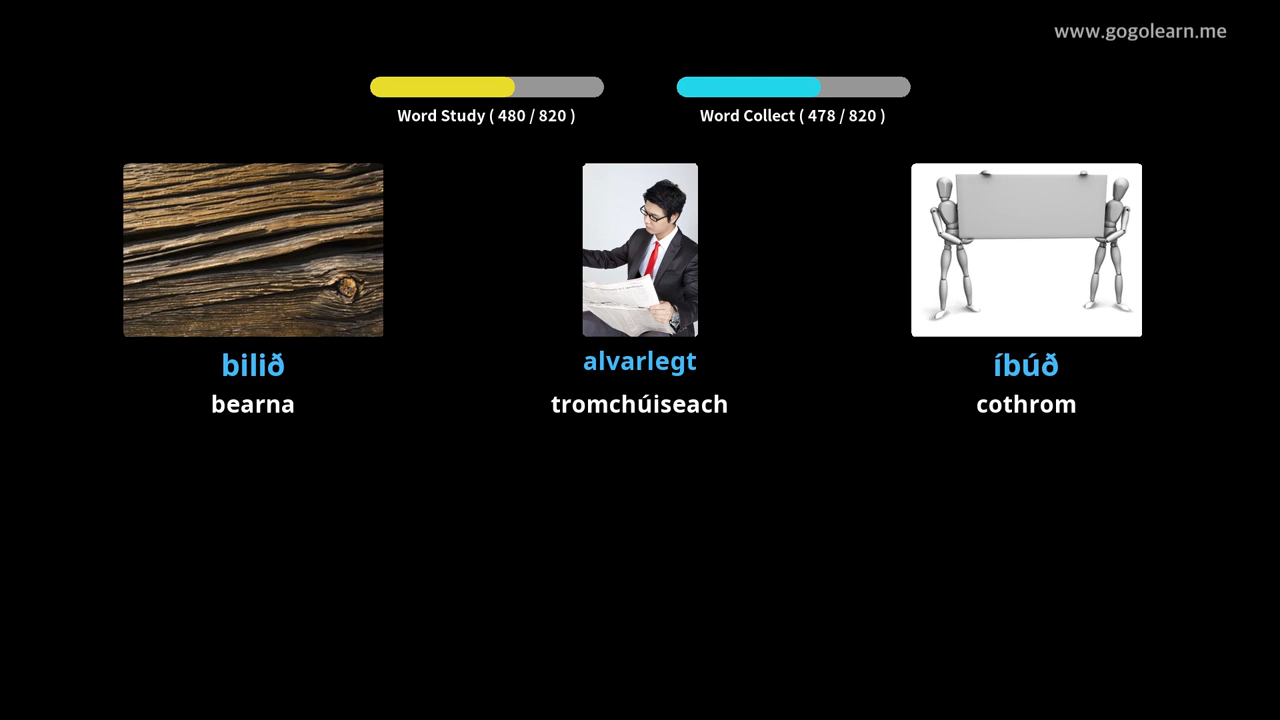 www.gogolearn.me
Word Study ( 480 / 820 )
Word Collect ( 478 / 820 )
bilið
alvarlegt
íbúð
bearna
tromchúiseach
cothrom